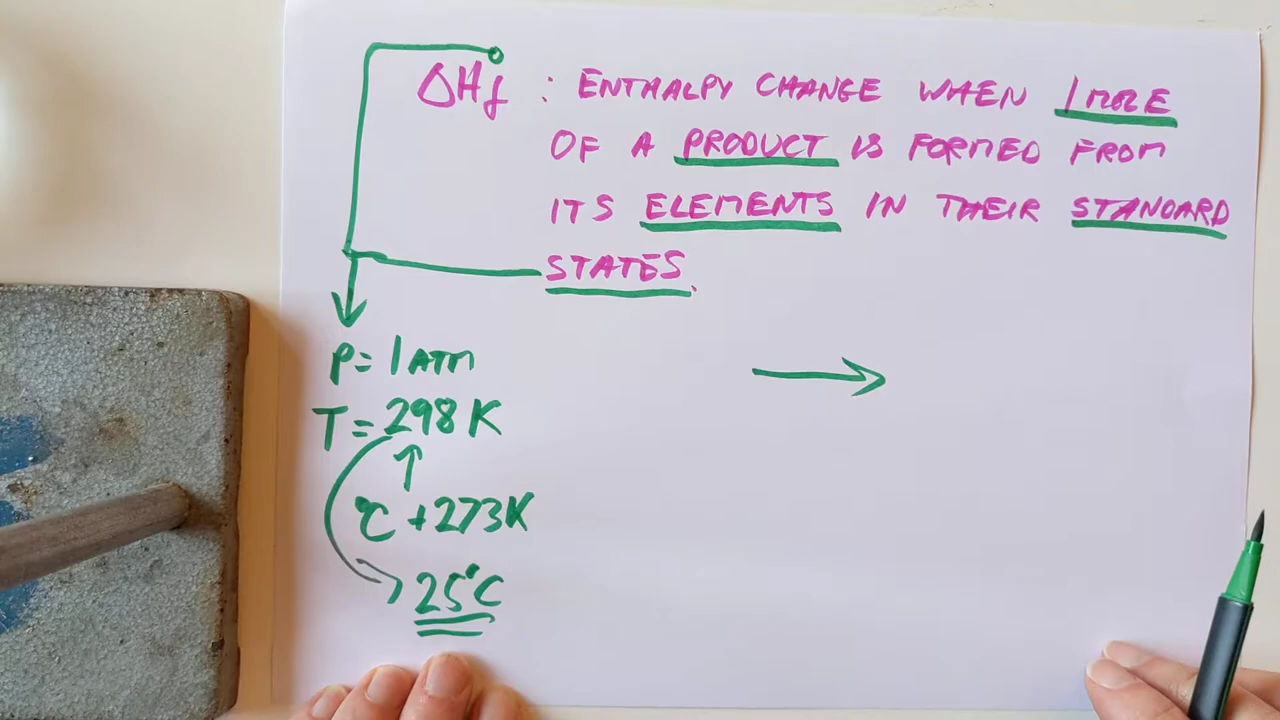 ΔHf° : ENTHALPY CHANGE WHEN 1 MOLE
OF A PRODUCT IS FORMED FROM
ITS ELEMENTS IN THEIR STANDARD
STATES.
P = 1 ATM
T = 298 K
°C + 273K
25°C